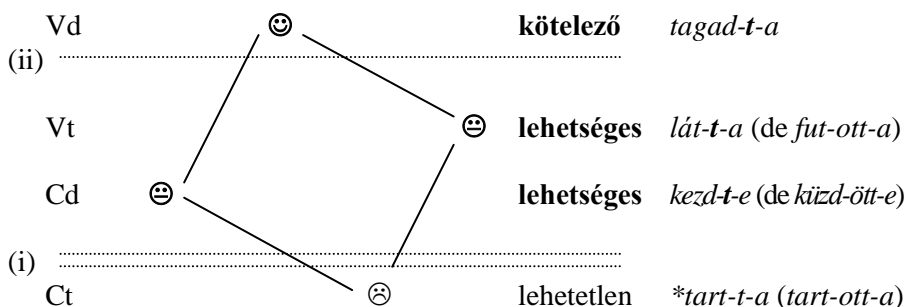 Vd kötelező tagad-t-a
(ii)
Vt lehetséges lát-t-a (de fut-ott-a)
Cd lehetséges kezd-t-e (de küzd-ött-e)
(i)
Ct lehetetlen *tart-t-a (tart-ott-a)